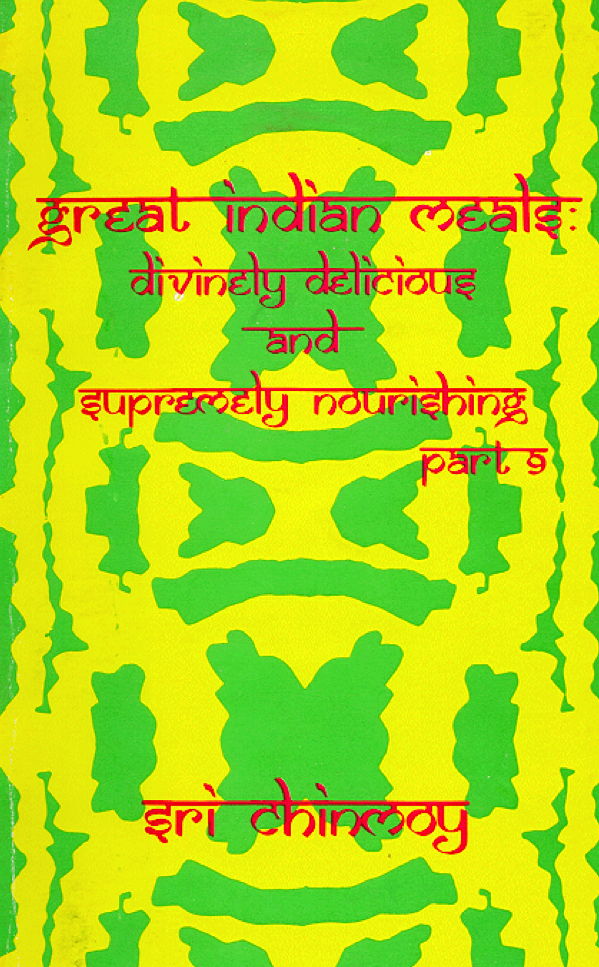 great indian meals:
divinely delicious
and
supremely nourishing
part 9
sri chinmoy